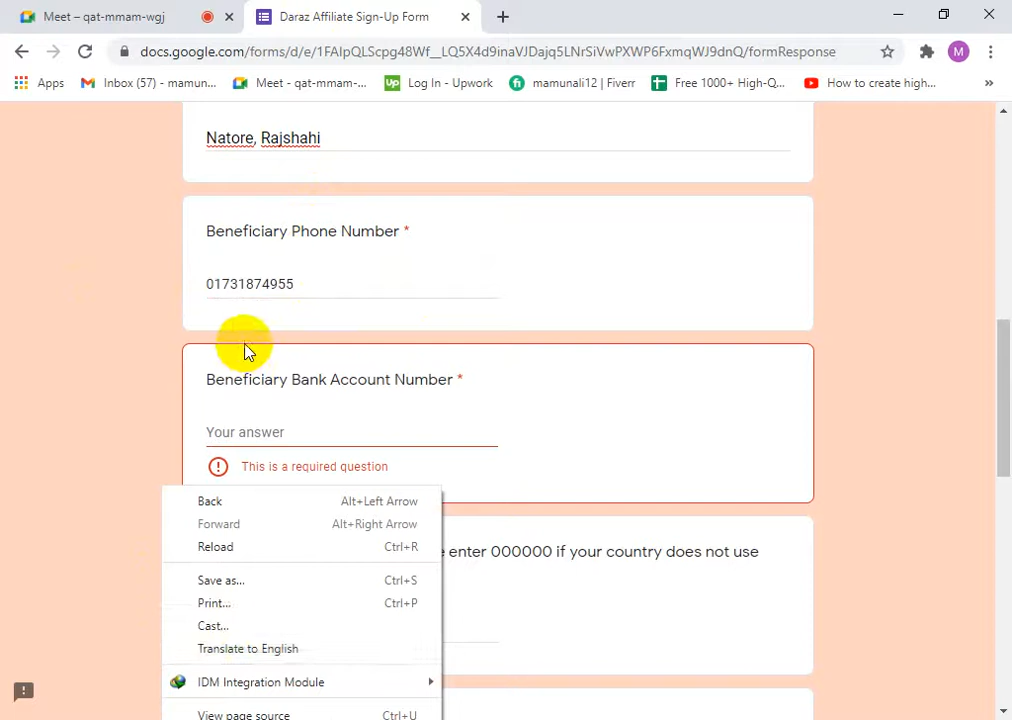 Meet – qat-mmam-wgj
Daraz Affiliate Sign-Up Form
docs.google.com/forms/d/e/1FAIpQLScpg48Wf__LQ5X4d9inaVJDajq5LNrSiVwPXWP6FxmqWJ9dnQ/formResponse
M
Apps
Inbox (57) - mamun...
Meet - qat-mmam-...
Up Log In - Upwork
mamunali12 | Fiverr
Free 1000+ High-Q...
How to create high...
»
Natore, Rajshahi
Beneficiary Phone Number *
01731874955
Beneficiary Bank Account Number *
Your answer
This is a required question
Back Alt+Left Arrow
Forward Alt+Right Arrow
Reload Ctrl+R
enter 000000 if your country does not use
Save as... Ctrl+S
Print... Ctrl+P
Cast...
Translate to English
IDM Integration Module
View page source Ctrl+U